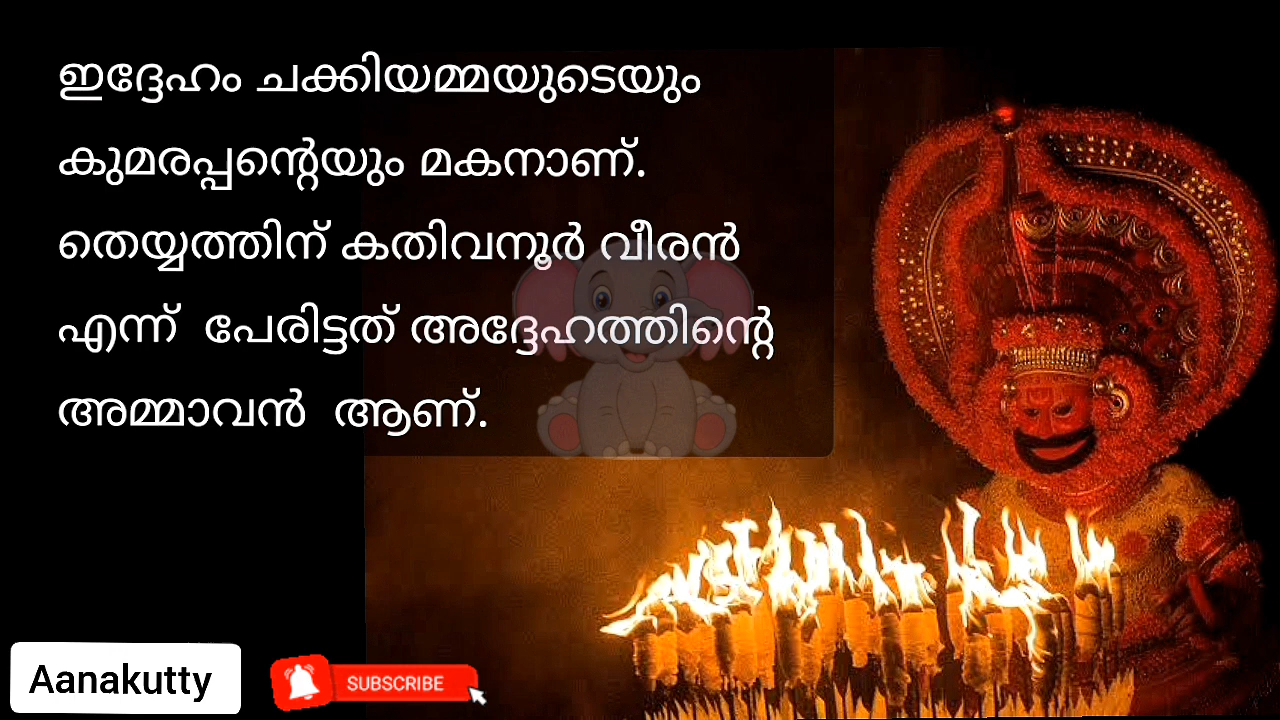 ഇദ്ദേഹം ചക്കിയമ്മയുടെയും
കുമരപ്പന്റെയും മകനാണ്.
തെയ്യത്തിന് കതിവനൂർ വീരൻ
എന്ന് പേരിട്ടത് അദ്ദേഹത്തിന്റെ
അമ്മാവൻ ആണ്.
Aanakutty
SUBSCRIBE